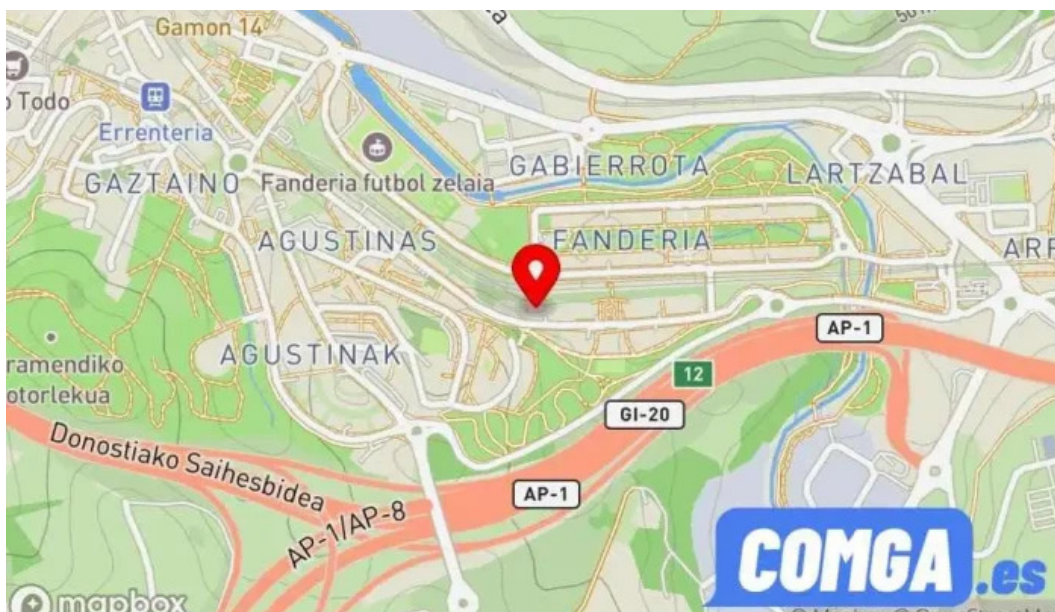 Gamon 14
o Todo
Errenteria
GAZTAINO
Fanderia futbol zelaia
GABIERROTA
LARTZABAL
AGUSTINAS
FANDERIA
ARR
AP-1
ramendiko
otorlekua
AGUSTINAK
12
GI-20
Donostiako Saihesbidea
AP-1/AP-8
AP-1
COMGA.es
mapbox